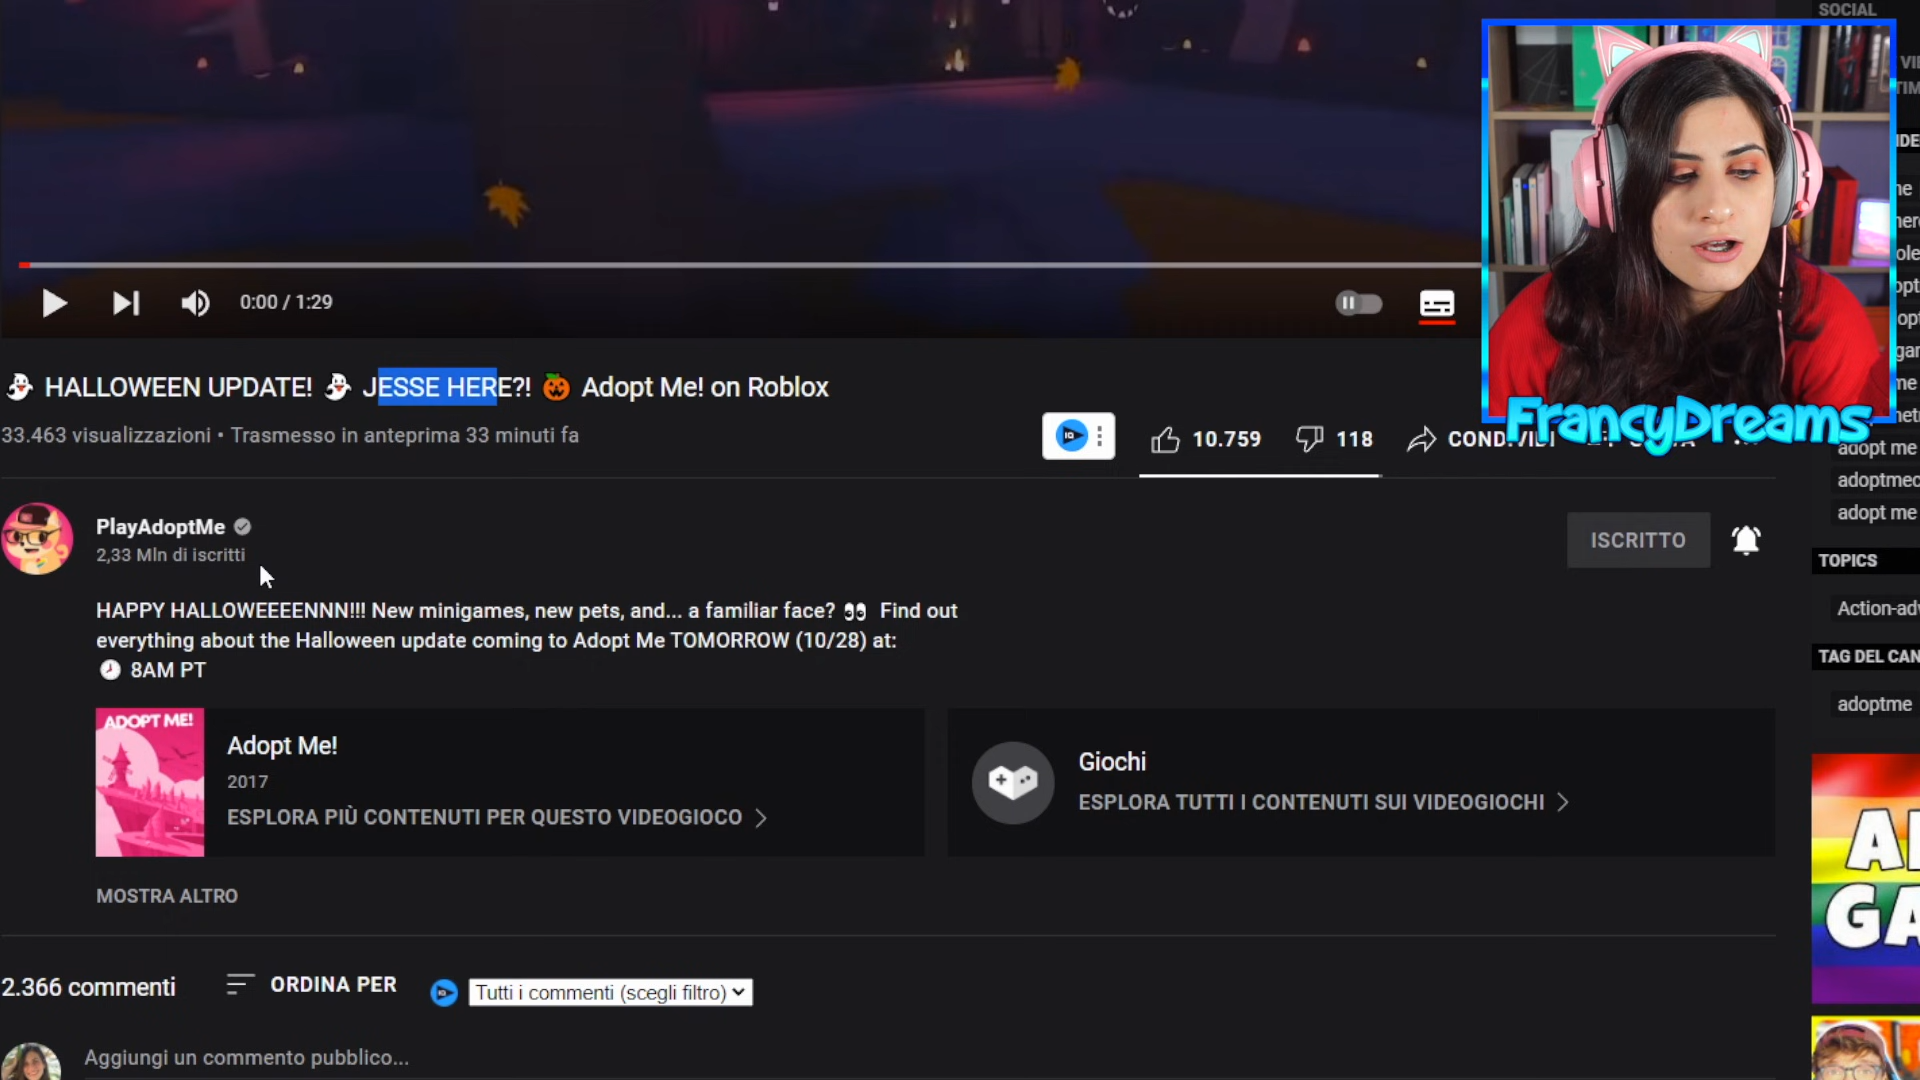 SOCIAL
0:00 / 1:29
HALLOWEEN UPDATE! JESSE HERE?! Adopt Me! on Roblox
33.463 visualizzazioni • Trasmesso in anteprima 33 minuti fa
10.759
118
FrancyDreams
adopt me
adoptmec
adopt me
PlayAdoptMe
2,33 Mln di iscritti
ISCRITTO
TOPICS
Action-adv
HAPPY HALLOWEEEENNN!!! New minigames, new pets, and... a familiar face? 👀 Find out
everything about the Halloween update coming to Adopt Me TOMORROW (10/28) at:
8AM PT
TAG DEL CAN
adoptme
ADOPT ME!
Adopt Me!
2017
ESPLORA PIÙ CONTENUTI PER QUESTO VIDEOGIOCO
Giochi
ESPLORA TUTTI I CONTENUTI SUI VIDEOGIOCHI
MOSTRA ALTRO
2.366 commenti
ORDINA PER
Tutti i commenti (scegli filtro)
Aggiungi un commento pubblico...